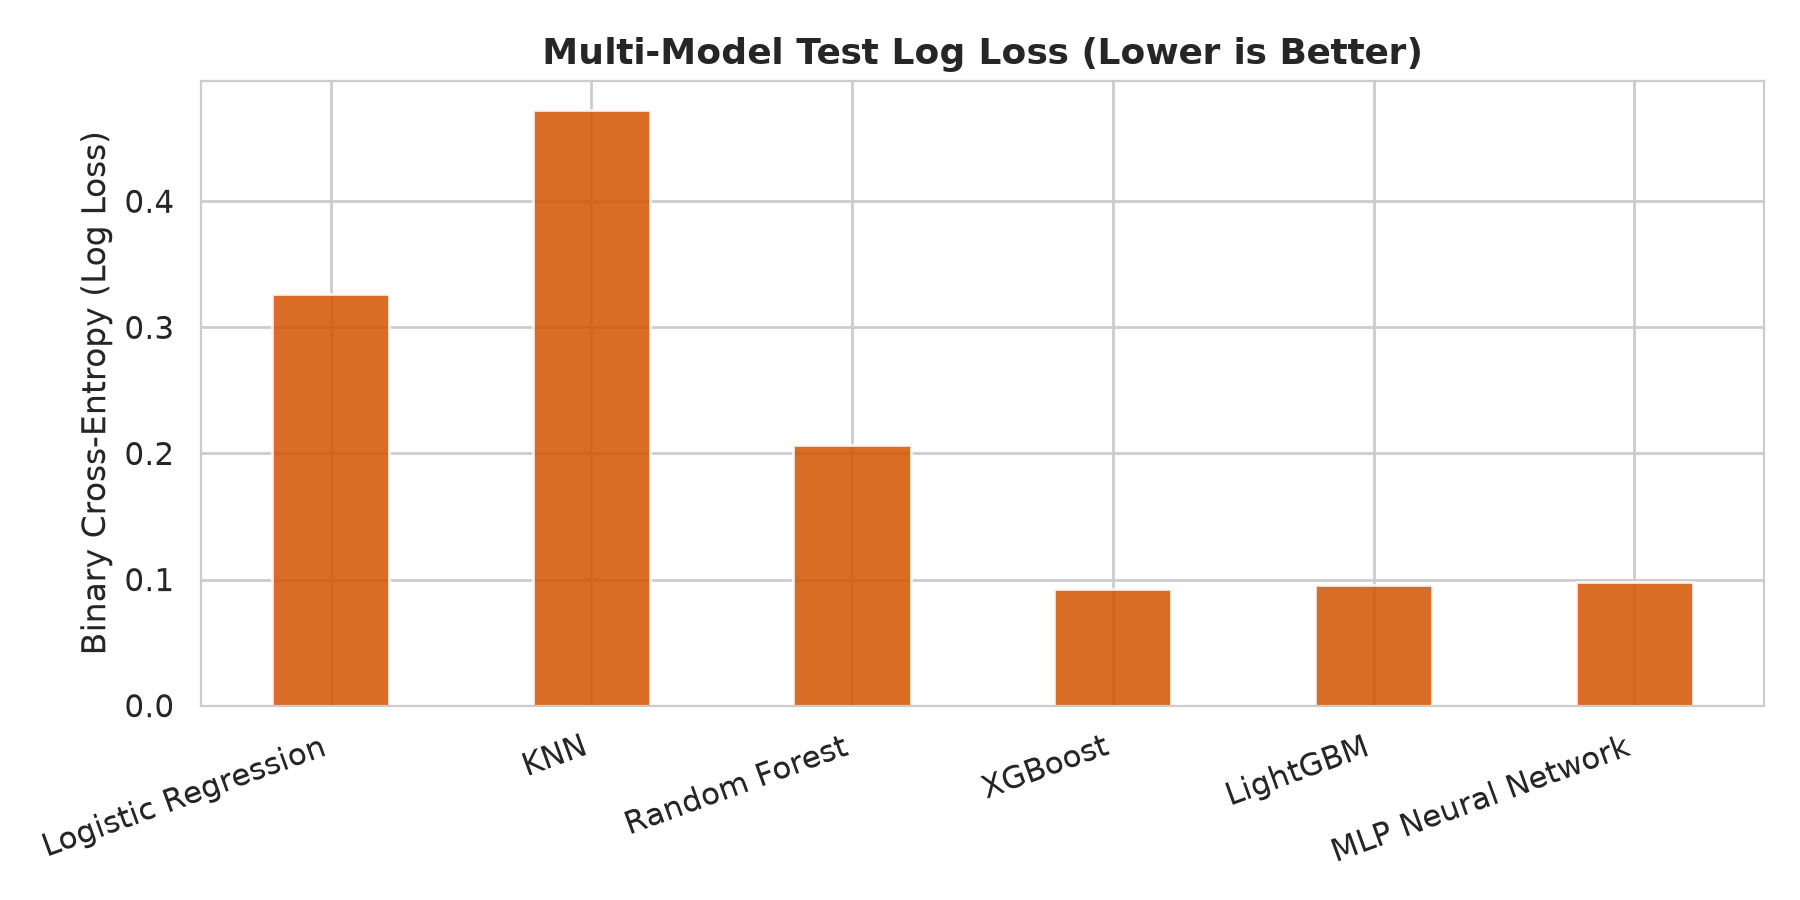 Multi-Model Test Log Loss (Lower is Better)
Binary Cross-Entropy (Log Loss)
0.4
0.3
0.2
0.1
0.0
Logistic Regression
KNN
Random Forest
XGBoost
LightGBM
MLP Neural Network